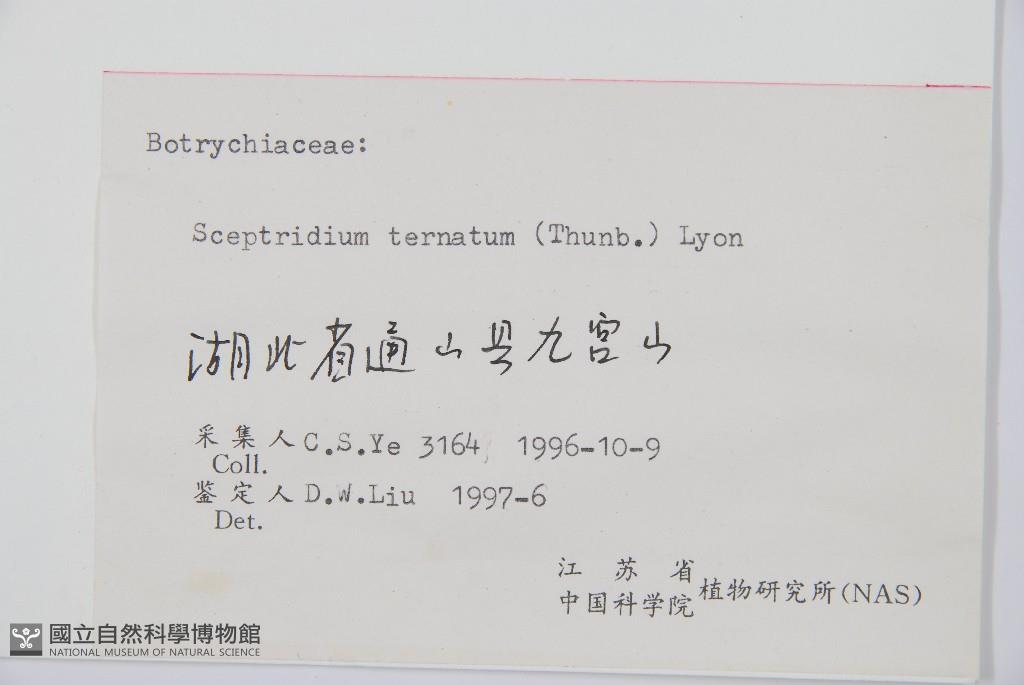 Botrychiaceae:
Sceptridium ternatum (Thunb.) Lyon
湖北省通山县九宫山
采集人 C.S.Ye 3164, 1996-10-9
Coll.
鉴定人 D.W.Liu 1997-6
Det.
江苏省
中国科学院 植物研究所(NAS)
國立自然科學博物館
NATIONAL MUSEUM OF NATURAL SCIENCE